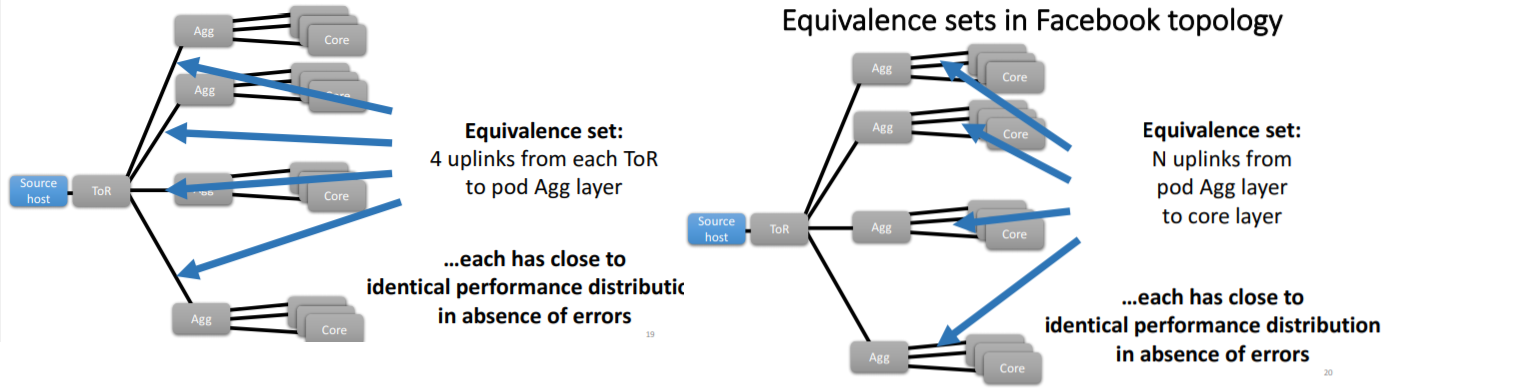 Agg
Core
Agg
Source
host
ToR
Core
Agg
Core
Equivalence set:
4 uplinks from each ToR
to pod Agg layer
…each has close to
identical performance
in absence of errors
19
Equivalence sets in Facebook topology
Agg
Core
Agg
Core
Source
host
ToR
Agg
Core
Agg
Core
Equivalence set:
N uplinks from
pod Agg layer
to core layer
…each has close to
identical performance distribution
in absence of errors
20